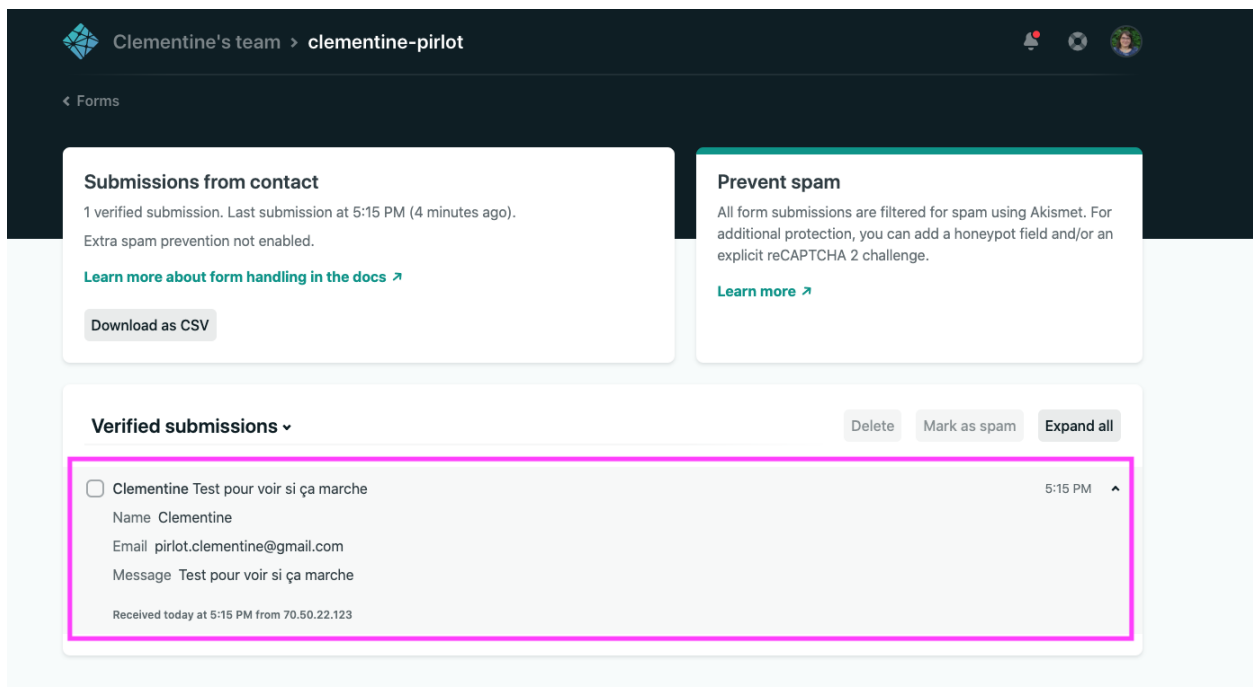 Clementine's team > clementine-pirlot
< Forms
Submissions from contact
1 verified submission. Last submission at 5:15 PM (4 minutes ago).
Extra spam prevention not enabled.
Learn more about form handling in the docs ↗
Download as CSV
Prevent spam
All form submissions are filtered for spam using Akismet. For
additional protection, you can add a honeypot field and/or an
explicit reCAPTCHA 2 challenge.
Learn more ↗
Verified submissions
Delete Mark as spam Expand all
Clementine Test pour voir si ça marche 5:15 PM
Name Clementine
Email pirlot.clementine@gmail.com
Message Test pour voir si ça marche
Received today at 5:15 PM from 70.50.22.123